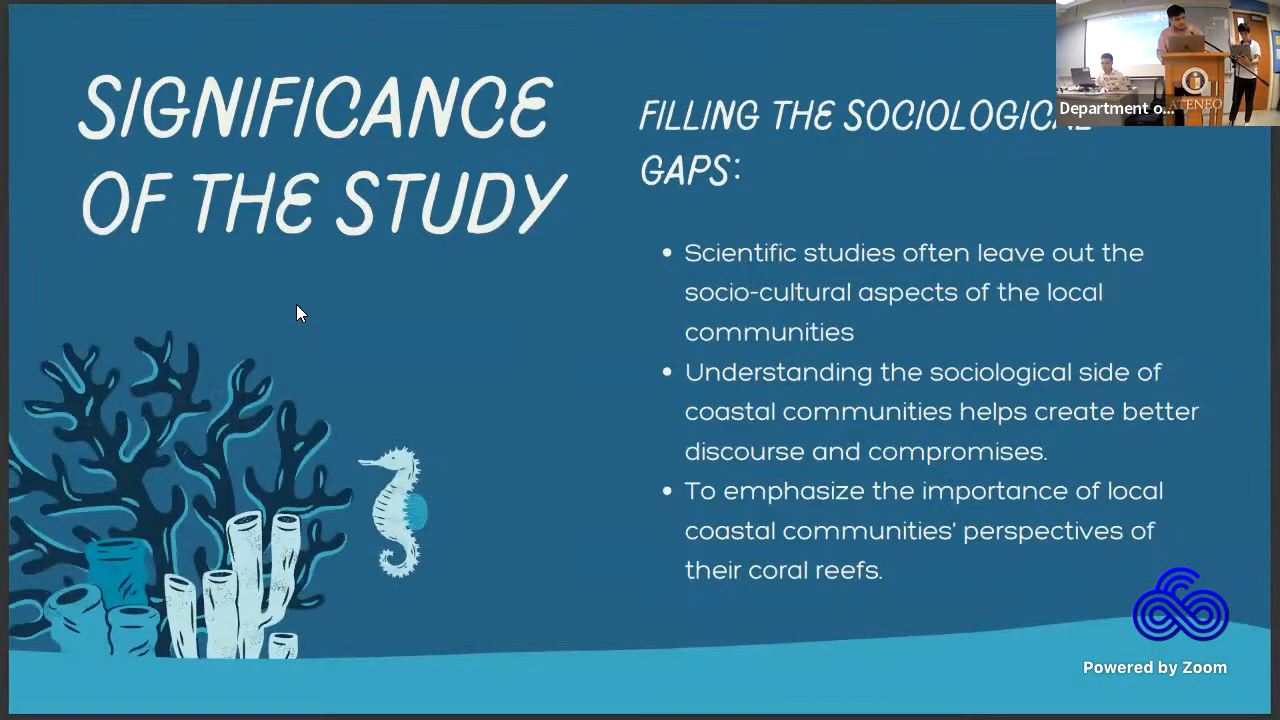 SIGNIFICANCE
OF THE STUDY
FILLING THE SOCIOLOGICAL
GAPS:
• Scientific studies often leave out the
socio-cultural aspects of the local
communities
• Understanding the sociological side of
coastal communities helps create better
discourse and compromises.
• To emphasize the importance of local
coastal communities' perspectives of
their coral reefs.
Department o...
ATENEO
Powered by Zoom